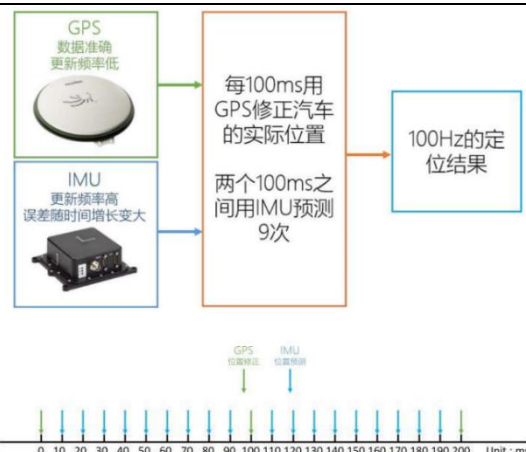 GPS
数据准确
更新频率低
IMU
更新频率高
误差随时间增长变大
每100ms用
GPS修正汽车
的实际位置
两个100ms之
间用IMU预测
9次
100Hz的定
位结果
GPS
位置修正
IMU
位置预测
0 10 20 30 40 50 60 70 80 90 100 110 120 130 140 150 160 170 180 190 200 Unit : m